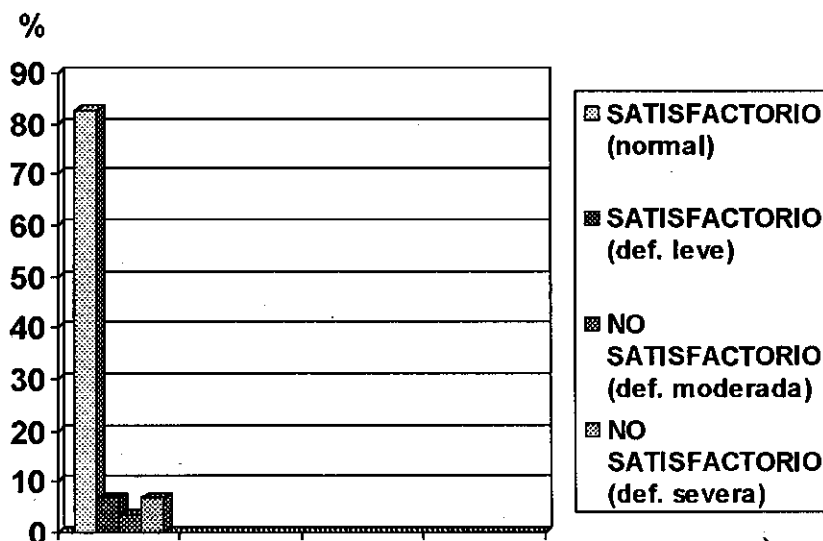 %
90
80
70
60
50
40
30
20
10
0
SATISFACTORIO
(normal)
SATISFACTORIO
(def. leve)
NO
SATISFACTORIO
(def. moderada)
NO
SATISFACTORIO
(def. severa)